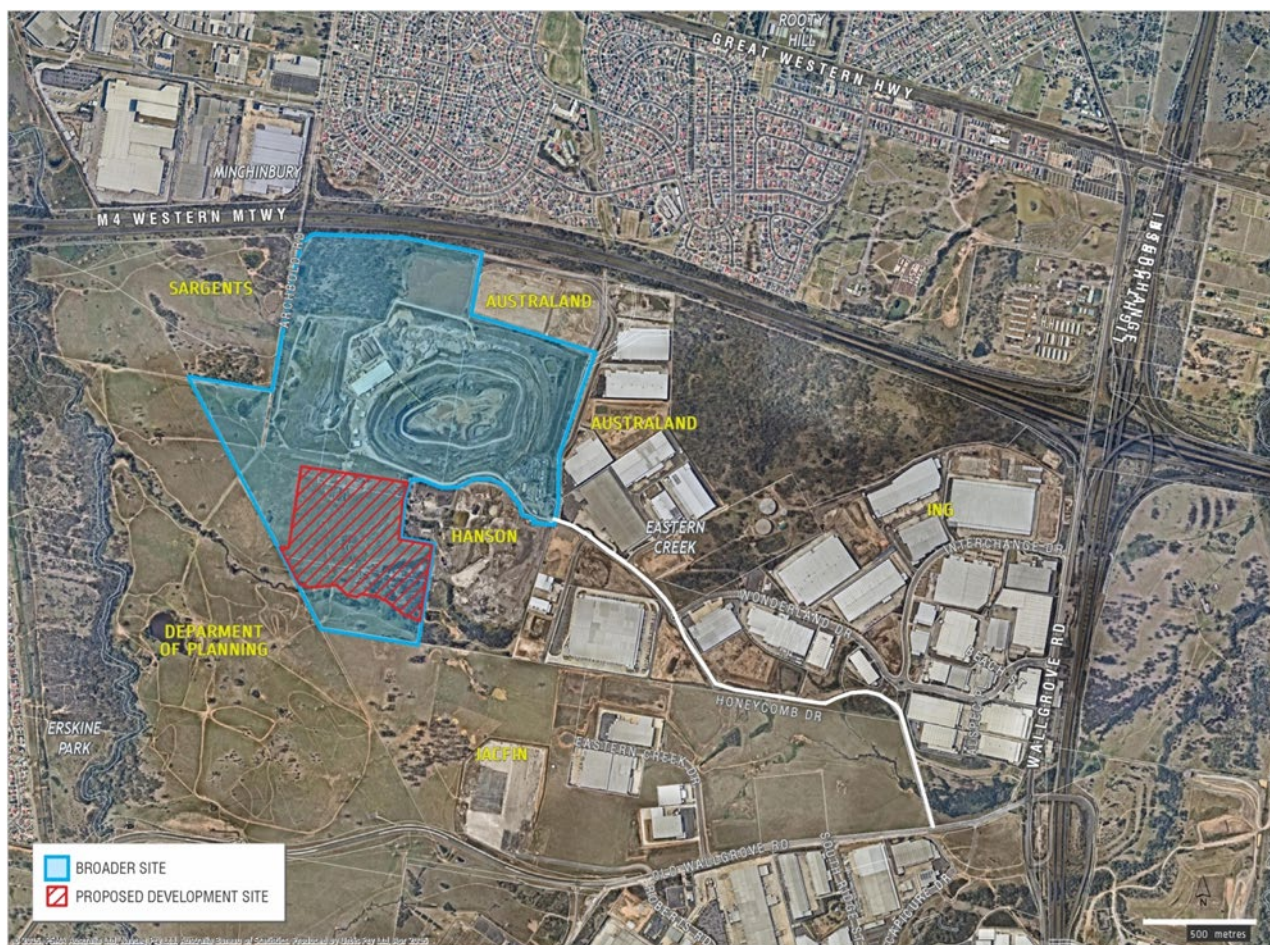 ROOTY
HILL
GREAT WESTERN HWY
MINCHINBURY
M4 WESTERN MTWY
ARCHBOLD RD
SARGENTS
AUSTRALAND
AUSTRALAND
HANSON
EASTERN
CREEK
ING
INTERCHANGE DR
WONDERLAND DR
WALLGROVE RD
DEPARMENT
OF PLANNING
HONEYCOMB DR
ERSKINE
PARK
JACFIN
EASTERN CREEK DR
OLD WALLGROVE RD
ROBERTS RD
BROADER SITE
PROPOSED DEVELOPMENT SITE
N
500 metres